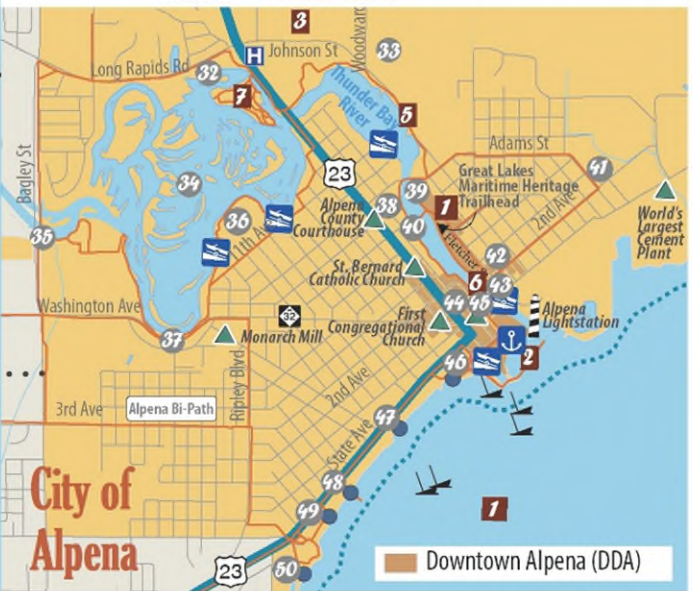 3
H
Johnson St
Woodward
33
Long Rapids Rd
32
7
Thunder Bay
River
5
Bagley St
23
Adams St
41
34
39
Great Lakes
Maritime Heritage
Trailhead
1
2nd Ave
38
Alpena
County
Courthouse
36
40
11th Ave
World's
Largest
Cement
Plant
35
Fletcher
42
St. Bernard
Catholic Church
6
43
44
45
Washington Ave
32
First
Congregational
Church
Alpena
Lightstation
37
Monarch Mill
46
2
Ripley Blvd
2nd Ave
3rd Ave
Alpena Bi-Path
47
State Ave
48
City of
Alpena
49
1
23
50
Downtown Alpena (DDA)